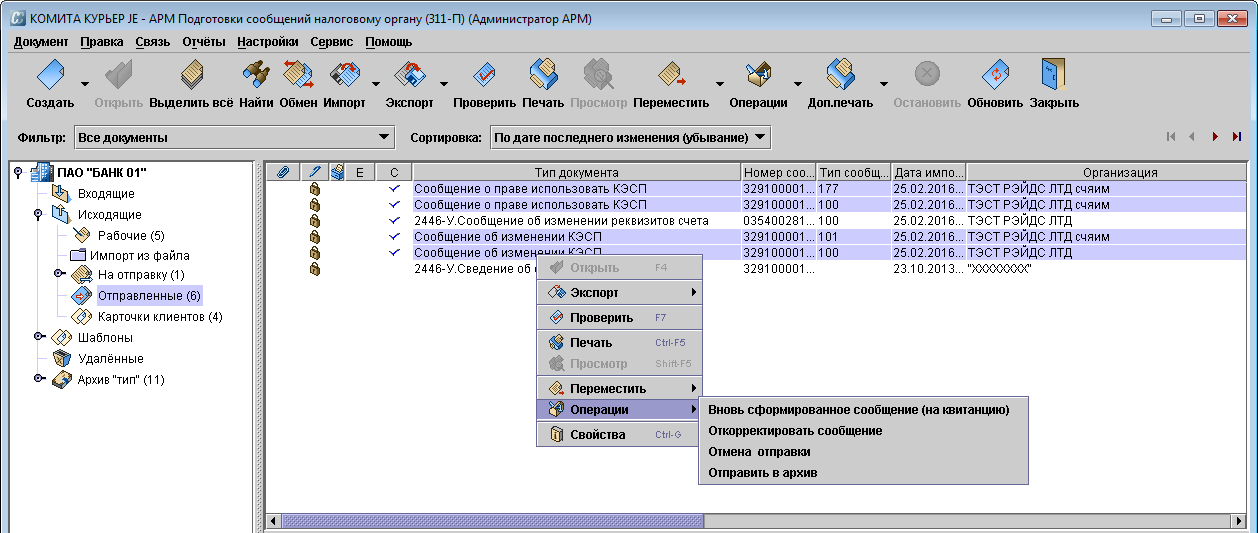 КОМИТА КУРЬЕР JE - АРМ Подготовки сообщений налоговому органу (311-П) (Администратор АРМ)
Документ Правка Связь Отчёты Настройки Сервис Помощь
Создать Открыть Выделить всё Найти Обмен Импорт Экспорт Проверить Печать Просмотр Переместить Операции Доп.печать Остановить Обновить Закрыть
Фильтр: Все документы Сортировка: По дате последнего изменения (убывание)
ПАО "БАНК 01"
Входящие
Исходящие
Рабочие (5)
Импорт из файла
На отправку (1)
Отправленные (6)
Карточки клиентов (4)
Шаблоны
Удалённые
Архив "тип" (11)
Е С Тип документа Номер соо... Тип сообщ... Дата импо... Организация
Сообщение о праве использовать КЭСП 329100001... 177 25.02.2016... ТЭСТ РЭЙДС ЛТД счяим
Сообщение о праве использовать КЭСП 329100001... 100 25.02.2016... ТЭСТ РЭЙДС ЛТД счяим
2446-У.Сообщение об изменении реквизитов счета 035400281... 100 25.02.2016... ТЭСТ РЭЙДС ЛТД
Сообщение об изменении КЭСП 329100001... 101 25.02.2016... ТЭСТ РЭЙДС ЛТД счяим
Сообщение об изменении КЭСП 329100001... 100 25.02.2016... ТЭСТ РЭЙДС ЛТД
2446-У.Сведение об 329100001... 23.10.2013... "XXXXXXXX"
Открыть F4
Экспорт
Проверить F7
Печать Ctrl-F5
Просмотр Shift-F5
Переместить
Операции
Свойства Ctrl-G
Вновь сформированное сообщение (на квитанцию)
Откорректировать сообщение
Отмена отправки
Отправить в архив